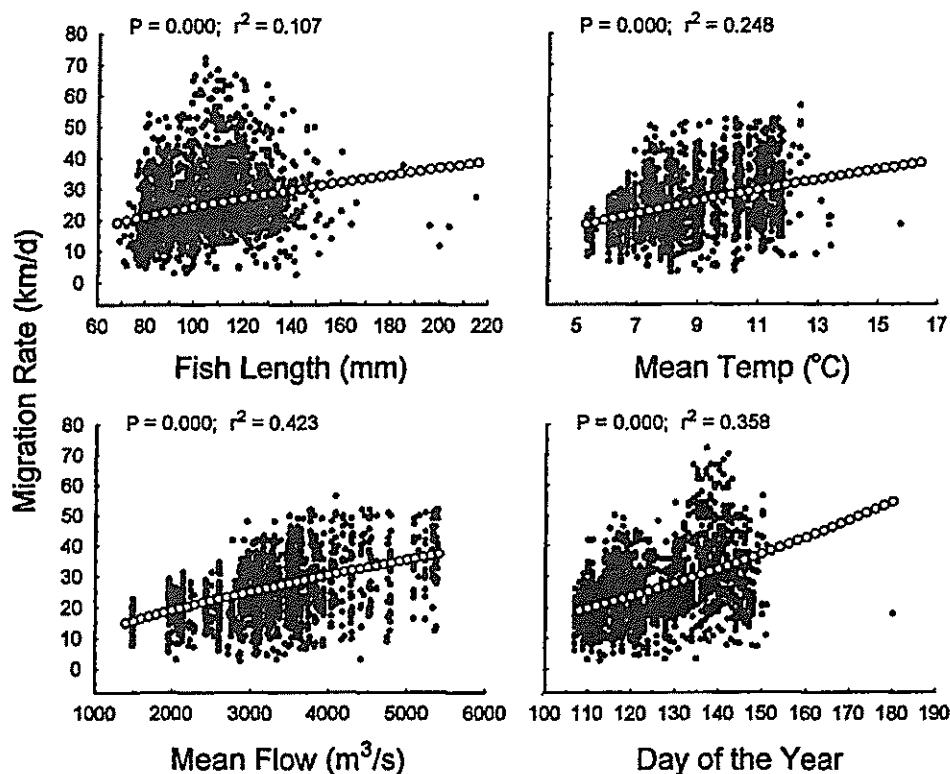 P = 0.000; r² = 0.107
P = 0.000; r² = 0.248
80
70
60
50
40
30
20
10
0
60 80 100 120 140 160 180 200 220
5 7 9 11 13 15 17
Fish Length (mm)
Mean Temp (°C)
Migration Rate (km/d)
P = 0.000; r² = 0.423
P = 0.000; r² = 0.358
80
70
60
50
40
30
20
10
0
1000 2000 3000 4000 5000 6000
100 110 120 130 140 150 160 170 180 190
Mean Flow (m³/s)
Day of the Year